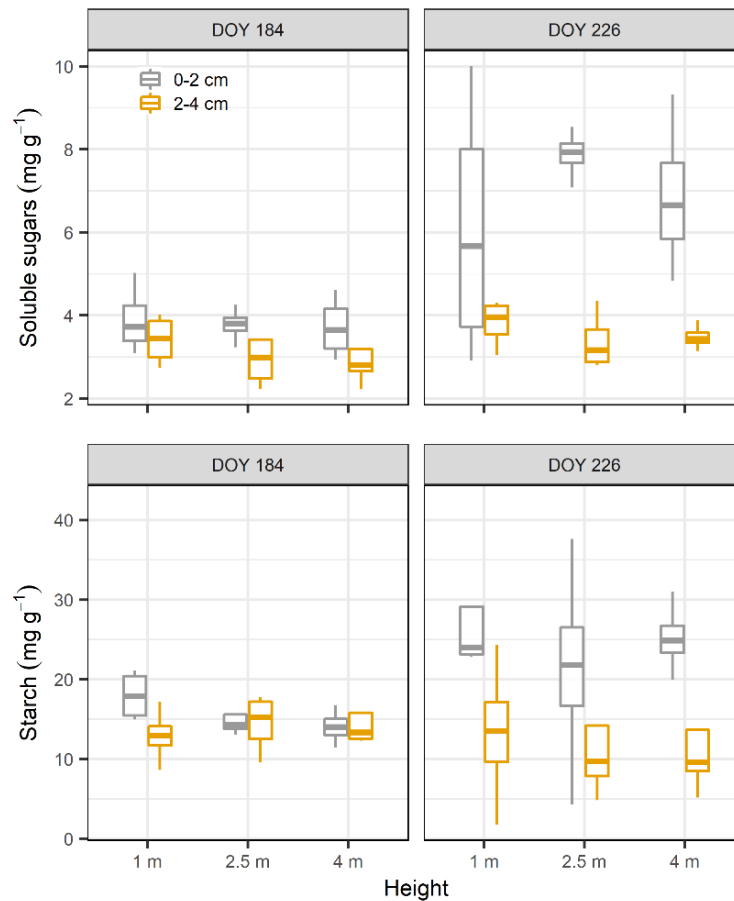 DOY 184 DOY 226
0-2 cm
2-4 cm
Soluble sugars (mg g⁻¹)
10
8
6
4
2
DOY 184 DOY 226
Starch (mg g⁻¹)
40
30
20
10
0
1 m 2.5 m 4 m 1 m 2.5 m 4 m
Height